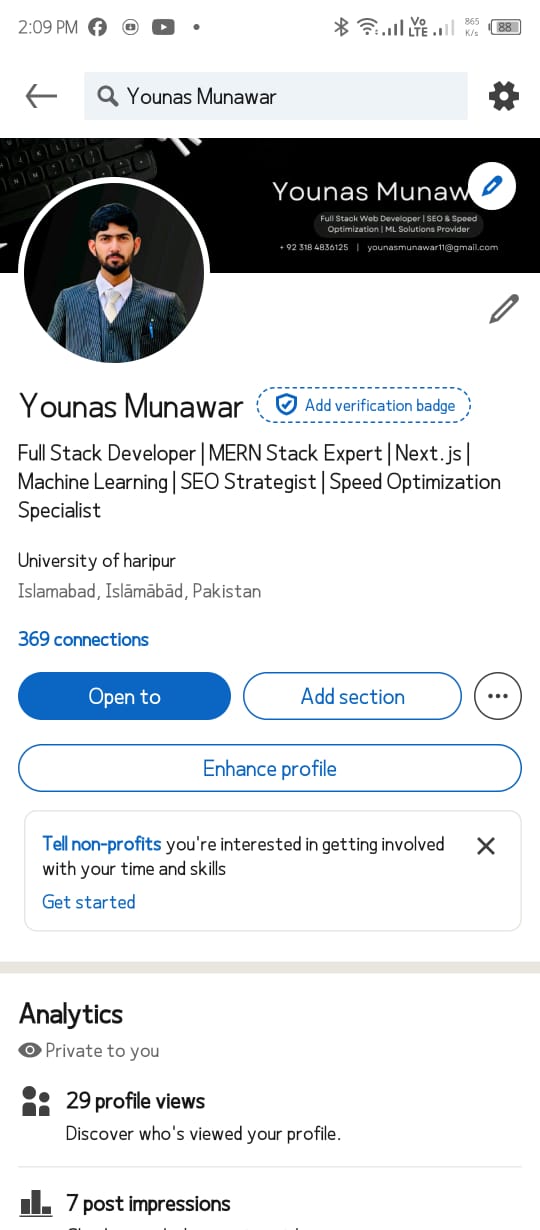 2:09 PM
Vo
LTE
865
K/s
88
Younas Munawar
Younas Munaw
Full Stack Web Developer | SEO & Speed
Optimization | ML Solutions Provider
+ 92 318 4836125 | younasmunawar11@gmail.com
Younas Munawar
Add verification badge
Full Stack Developer | MERN Stack Expert | Next.js |
Machine Learning | SEO Strategist | Speed Optimization
Specialist
University of haripur
Islamabad, Islāmābād, Pakistan
369 connections
Open to
Add section
Enhance profile
Tell non-profits you're interested in getting involved
with your time and skills
Get started
Analytics
Private to you
29 profile views
Discover who's viewed your profile.
7 post impressions